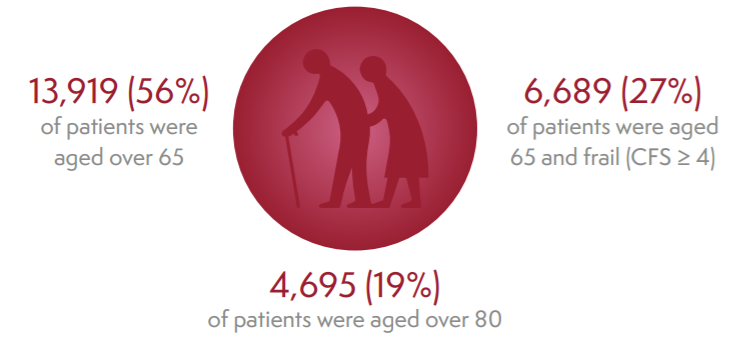 13,919 (56%)
of patients were
aged over 65
6,689 (27%)
of patients were aged
65 and frail (CFS ≥ 4)
4,695 (19%)
of patients were aged over 80